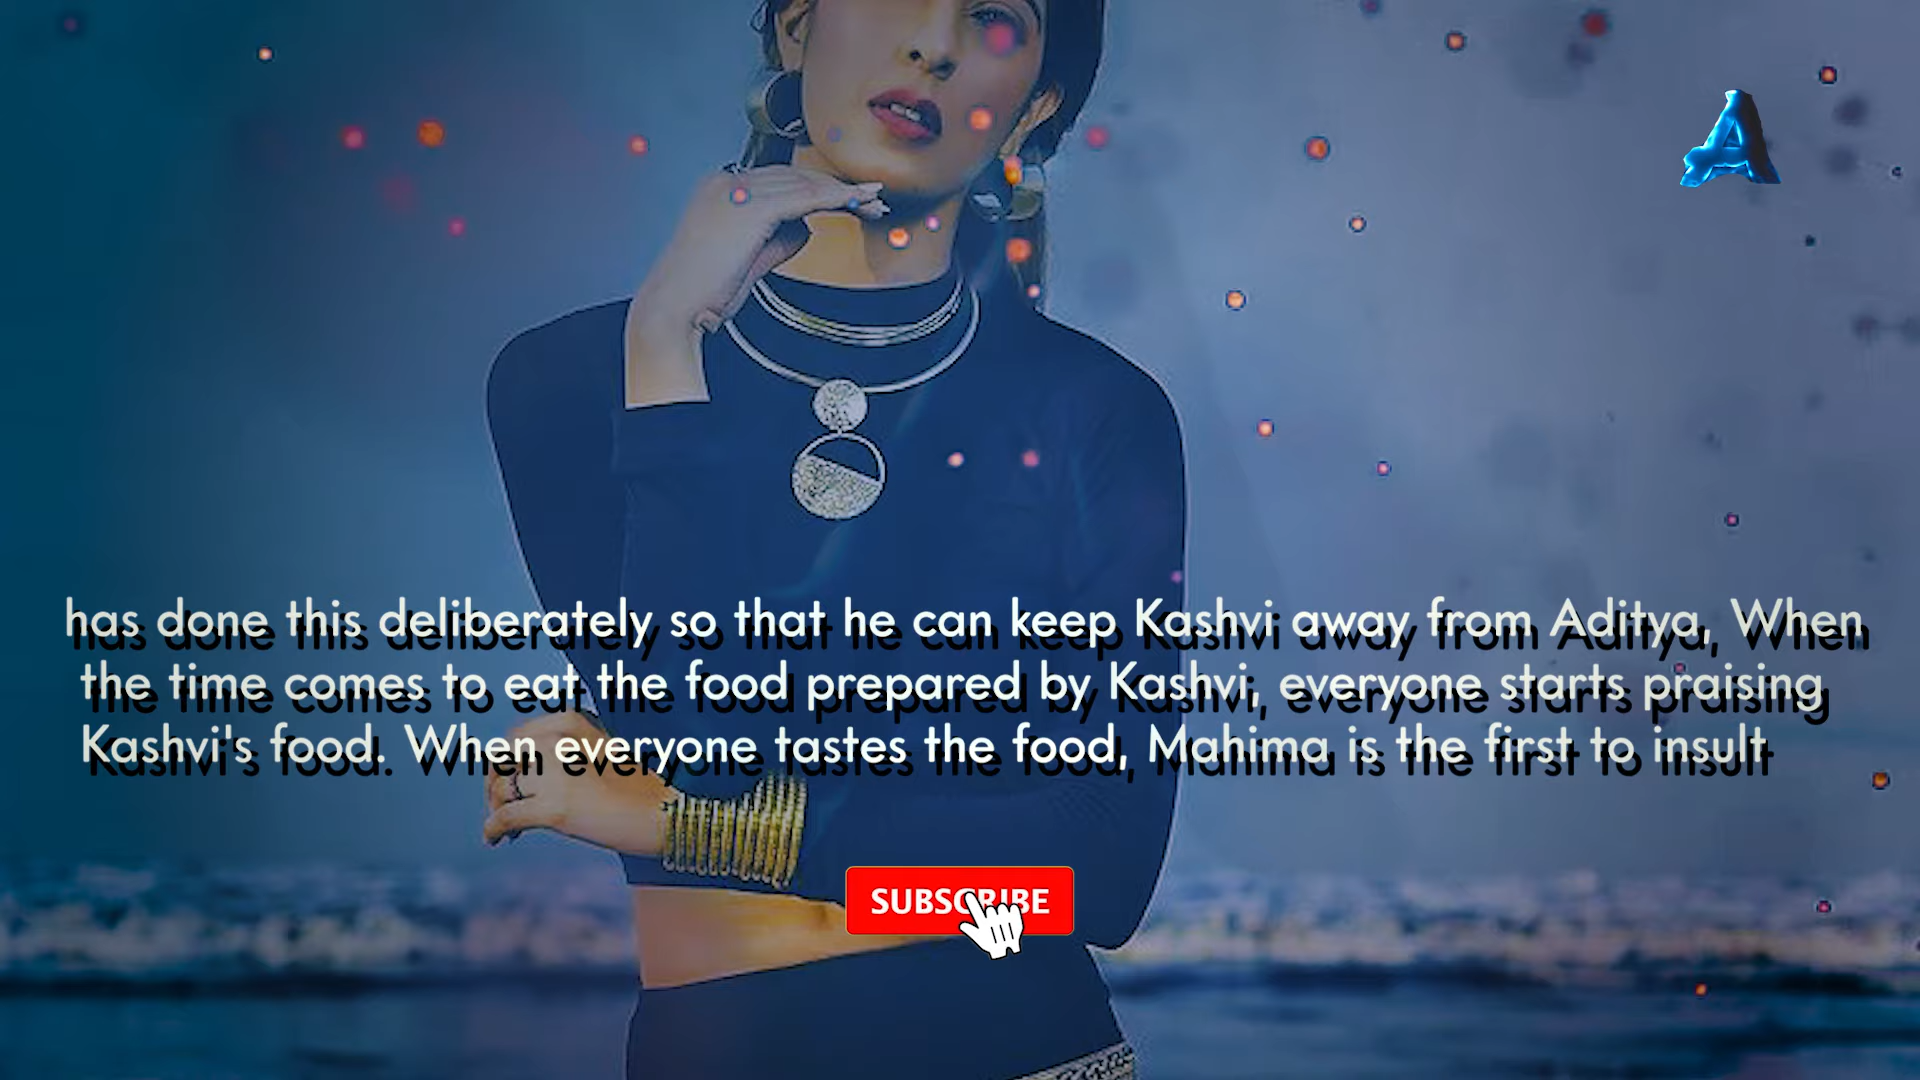 A
has done this deliberately so that he can keep Kashvi away from Aditya, When
the time comes to eat the food prepared by Kashvi, everyone starts praising
Kashvi's food. When everyone tastes the food, Mahima is the first to insult
SUBSCRIBE